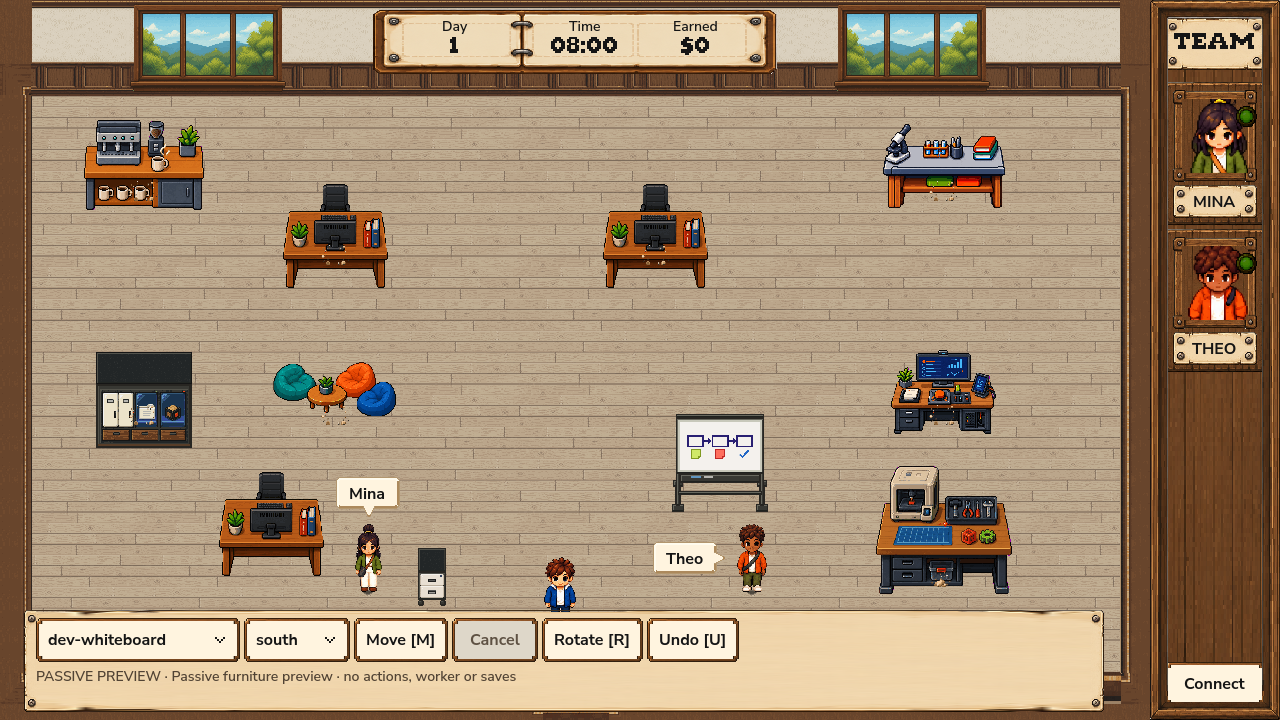 Day
1
Time
08:00
Earned
$0
TEAM
MINA
THEO
Mina
Theo
dev-whiteboard
south
Move [M]
Cancel
Rotate [R]
Undo [U]
PASSIVE PREVIEW · Passive furniture preview · no actions, worker or saves
Connect